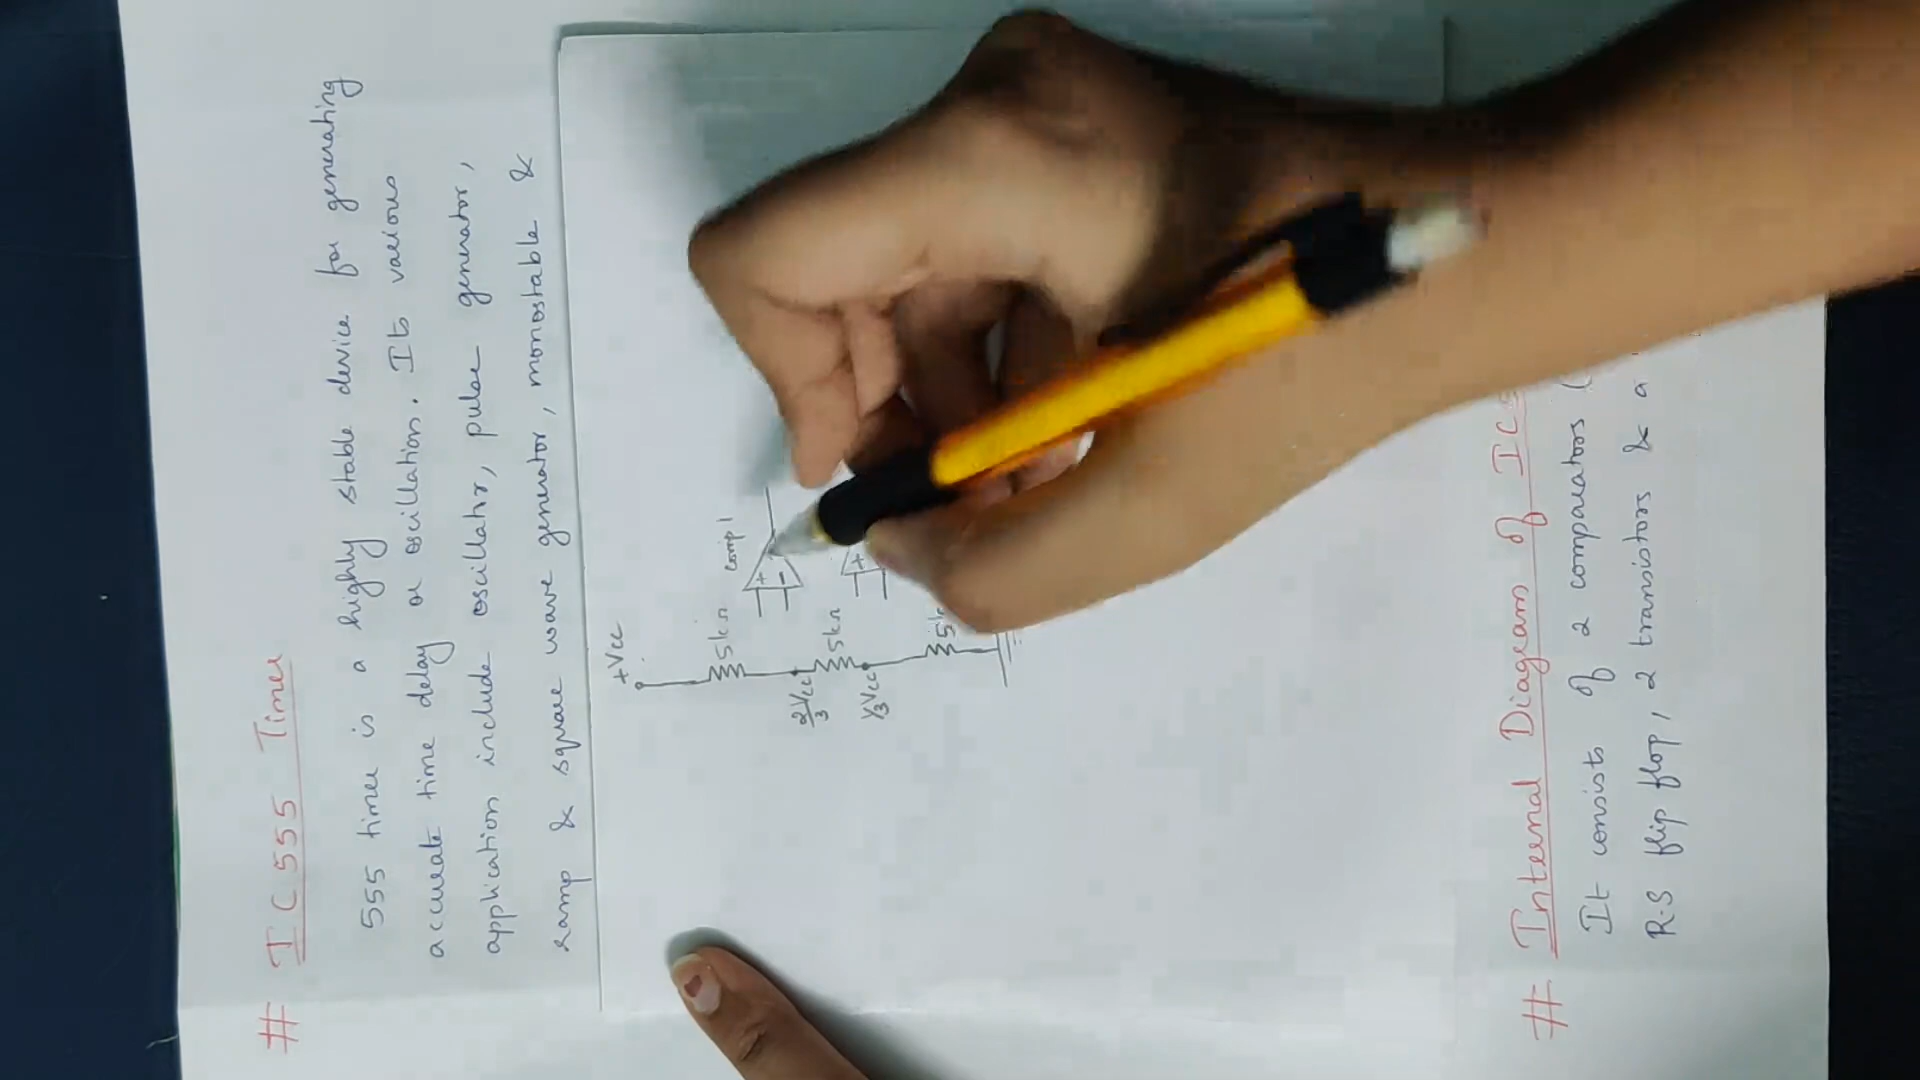 # IC555 Timer
555 timer is a highly stable device for generating
accurate time delay or oscillation. It various
application include oscillator, pulse generator,
ramp & square wave generator, monostable &
+Vcc
5kΩ
comp 1
+
-
2/3 Vcc
5kΩ
+
1/3 Vcc
# Internal Diagram of IC
It consists of 2 comparators (
R-S flip flop, 2 transistors & a